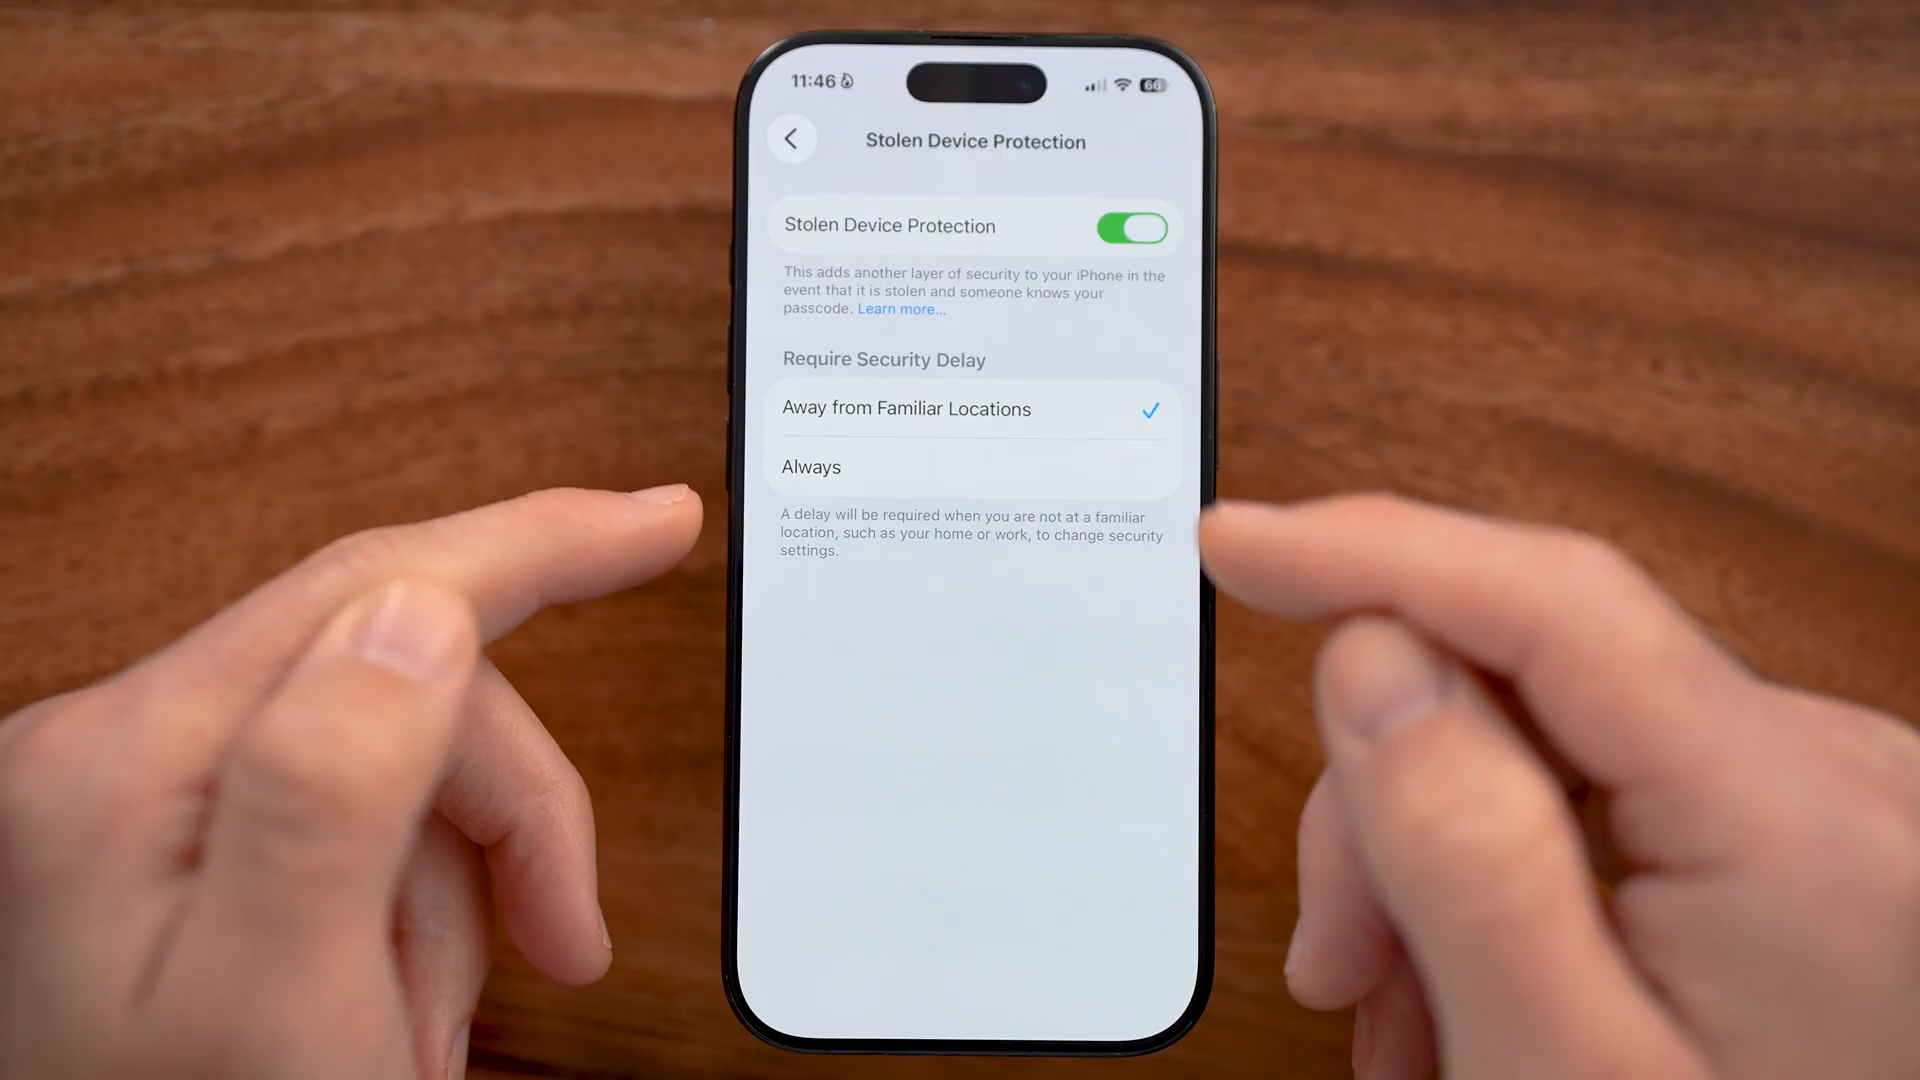 11:46
66
Stolen Device Protection
Stolen Device Protection
This adds another layer of security to your iPhone in the
event that it is stolen and someone knows your
passcode. Learn more...
Require Security Delay
Away from Familiar Locations
Always
A delay will be required when you are not at a familiar
location, such as your home or work, to change security
settings.